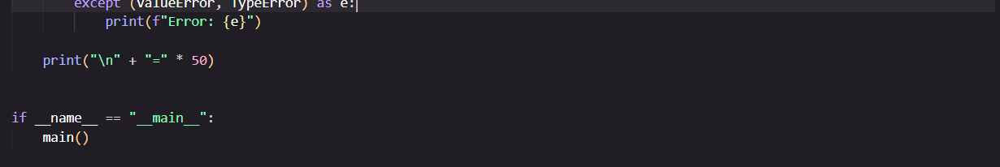 except (ValueError, TypeError) as e:
            print(f"Error: {e}")

    print("\n" + "=" * 50)


if __name__ == "__main__":
    main()